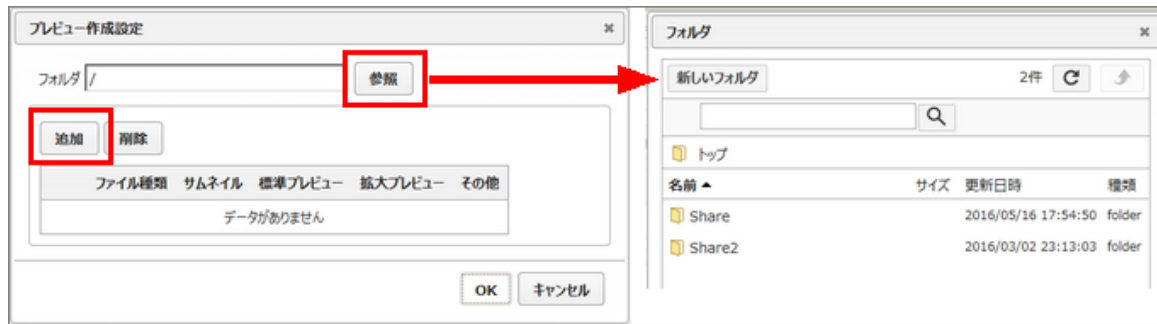 プレビュー作成設定
フォルダ / 参照
追加 削除
ファイル種類 サムネイル 標準プレビュー 拡大プレビュー その他
データがありません
OK キャンセル
フォルダ
新しいフォルダ 2件
トップ
名前 サイズ 更新日時 種類
Share 2016/05/16 17:54:50 folder
Share2 2016/03/02 23:13:03 folder